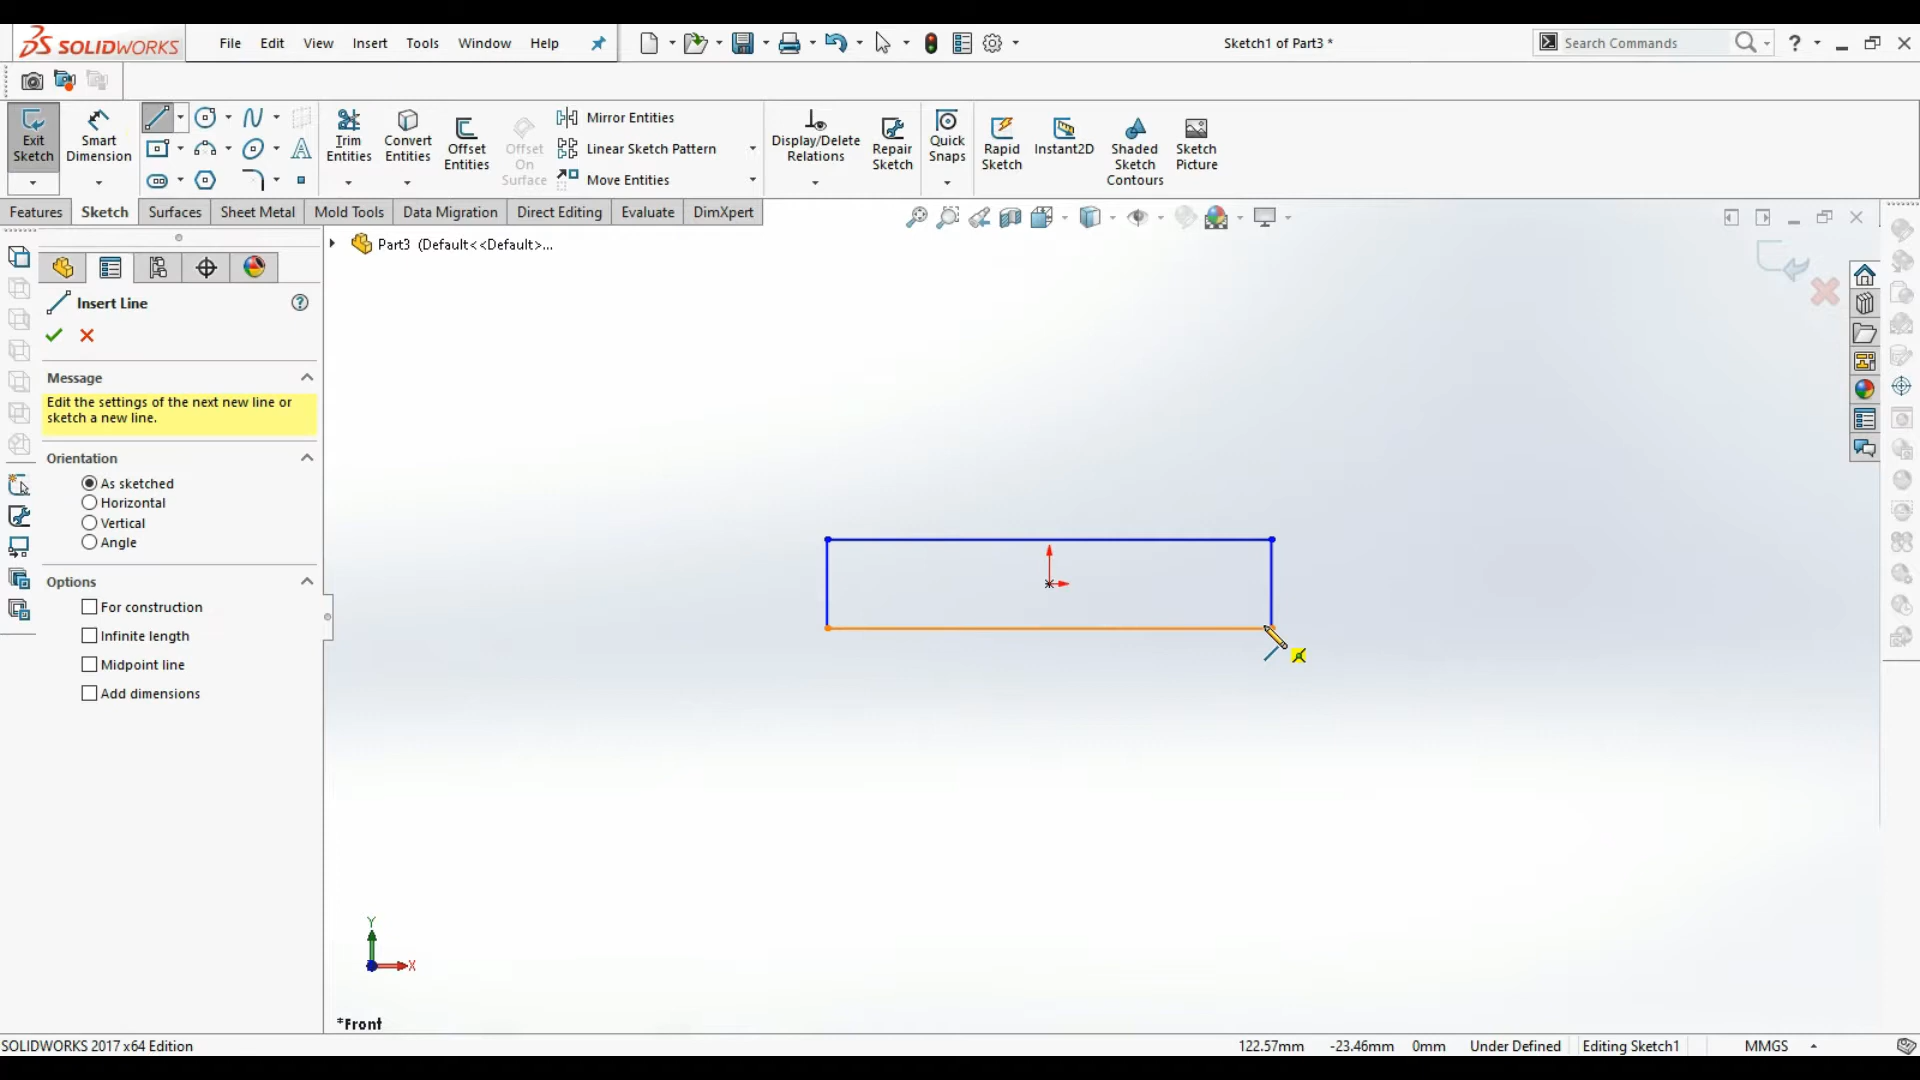 SOLIDWORKS
File Edit View Insert Tools Window Help
Sketch1 of Part3 *
Search Commands
?
Exit Sketch
Smart Dimension
Trim Entities
Convert Entities
Offset Entities
Offset On Surface
Mirror Entities
Linear Sketch Pattern
Move Entities
Display/Delete Relations
Repair Sketch
Quick Snaps
Rapid Sketch
Instant2D
Shaded Sketch Contours
Sketch Picture
Features Sketch Surfaces Sheet Metal Mold Tools Data Migration Direct Editing Evaluate DimXpert
Part3 (Default<<Default>...
Insert Line
?
Message
Edit the settings of the next new line or
sketch a new line.
Orientation
As sketched
Horizontal
Vertical
Angle
Options
For construction
Infinite length
Midpoint line
Add dimensions
Y
X
*Front
SOLIDWORKS 2017 x64 Edition
122.57mm -23.46mm 0mm Under Defined Editing Sketch1 MMGS